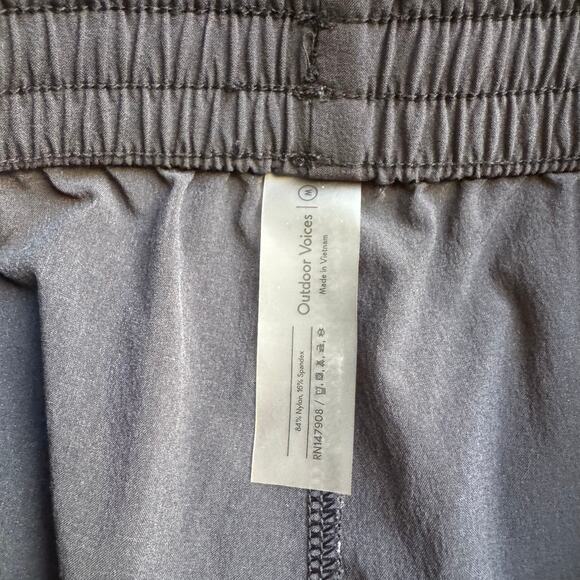 W
Outdoor Voices
Made in Vietnam
84% Nylon, 16% Spandex
RN147908 /